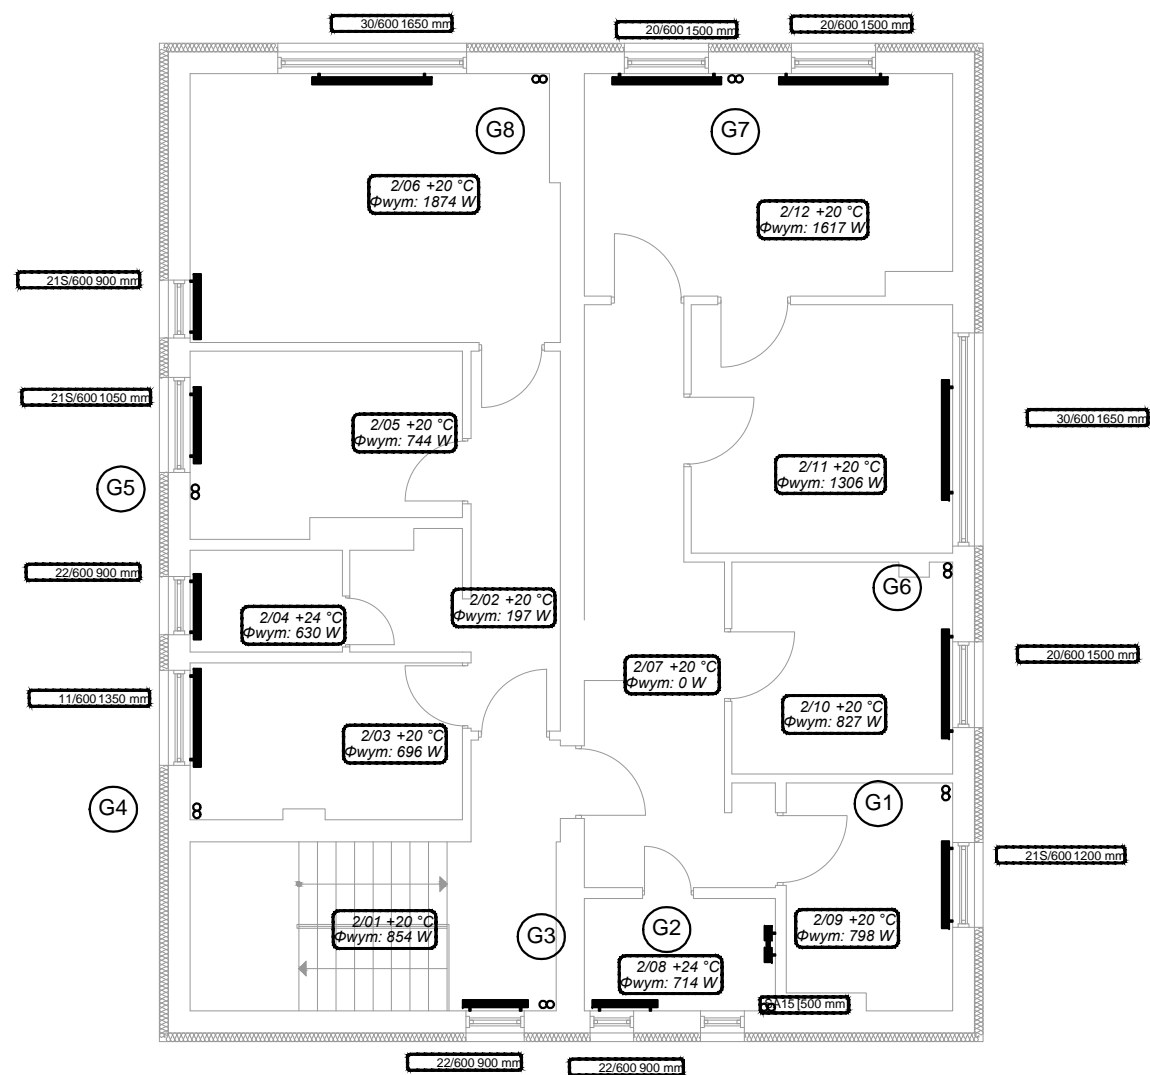 30/600 1650 mm
20/600 1500 mm
20/600 1500 mm
G8
G7
2/06 +20 °C
Φwym: 1874 W
2/12 +20 °C
Φwym: 1617 W
21S/600 900 mm
21S/600 1050 mm
2/05 +20 °C
Φwym: 744 W
30/600 1650 mm
2/11 +20 °C
Φwym: 1306 W
G5
22/600 900 mm
G6
2/04 +24 °C
Φwym: 630 W
2/02 +20 °C
Φwym: 197 W
20/600 1500 mm
2/07 +20 °C
Φwym: 0 W
11/600 1350 mm
2/10 +20 °C
Φwym: 827 W
2/03 +20 °C
Φwym: 696 W
G4
G1
21S/600 1200 mm
2/01 +20 °C
Φwym: 854 W
G3
G2
2/09 +20 °C
Φwym: 798 W
2/08 +24 °C
Φwym: 714 W
500 mm
22/600 900 mm
22/600 900 mm